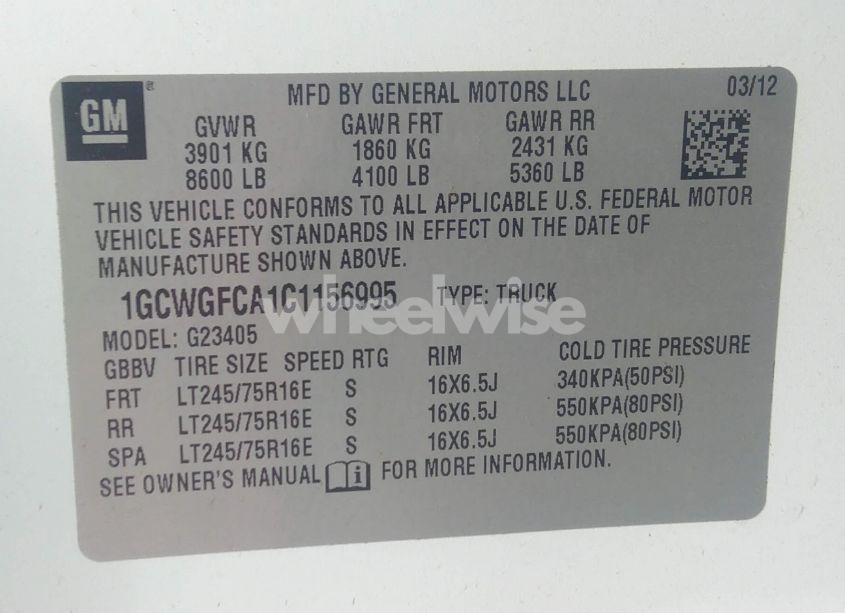 GM
MFD BY GENERAL MOTORS LLC 03/12
GVWR GAWR FRT GAWR RR
3901 KG 1860 KG 2431 KG
8600 LB 4100 LB 5360 LB
THIS VEHICLE CONFORMS TO ALL APPLICABLE U.S. FEDERAL MOTOR
VEHICLE SAFETY STANDARDS IN EFFECT ON THE DATE OF
MANUFACTURE SHOWN ABOVE.
1GCWGFCA1C1156995 TYPE: TRUCK
wheelwise
MODEL: G23405
GBBV TIRE SIZE SPEED RTG RIM COLD TIRE PRESSURE
FRT LT245/75R16E S 16X6.5J 340KPA(50PSI)
RR LT245/75R16E S 16X6.5J 550KPA(80PSI)
SPA LT245/75R16E S 16X6.5J 550KPA(80PSI)
SEE OWNER'S MANUAL i FOR MORE INFORMATION.